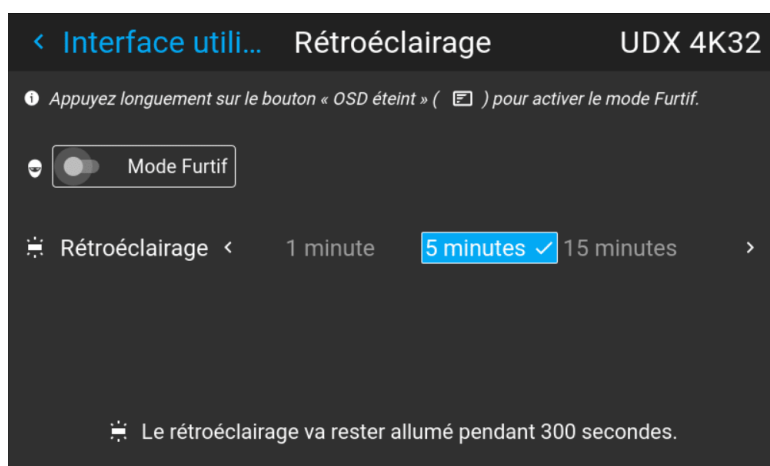 Interface utili... Rétroéclairage UDX 4K32
Appuyez longuement sur le bouton « OSD éteint » ( ) pour activer le mode Furtif.
Mode Furtif
Rétroéclairage 1 minute 5 minutes 15 minutes
Le rétroéclairage va rester allumé pendant 300 secondes.